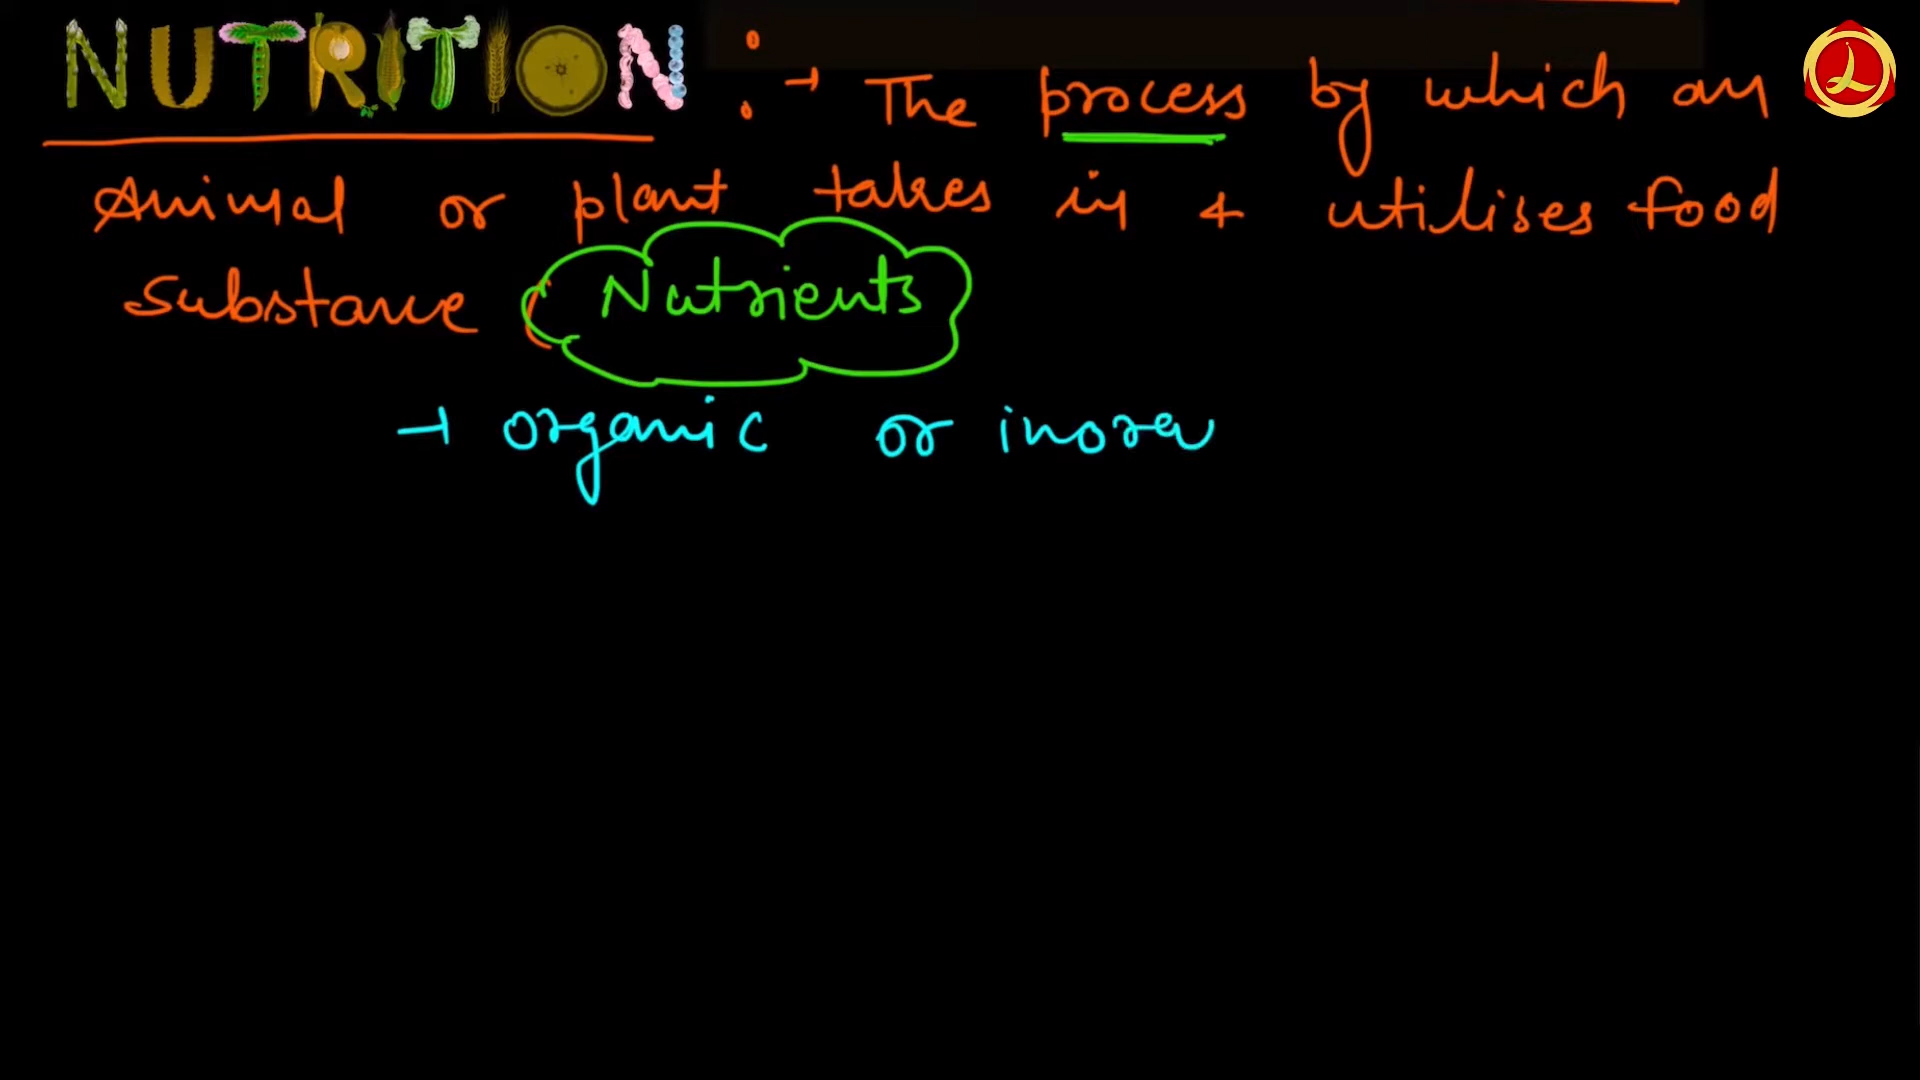 NUTRITION : → The process by which an
Animal or plant takes in + utilises food
substance Nutrients
→ organic or inorga